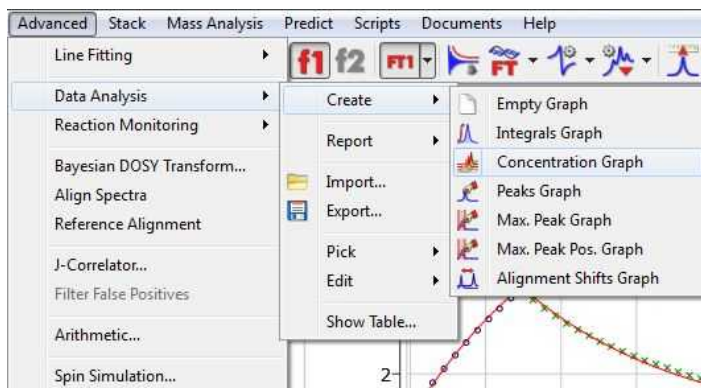 Advanced Stack Mass Analysis Predict Scripts Documents Help
Line Fitting
Data Analysis
Reaction Monitoring
Bayesian DOSY Transform...
Align Spectra
Reference Alignment
J-Correlator...
Filter False Positives
Arithmetic...
Spin Simulation...
f1 f2 FT1 FT
Create
Report
Import...
Export...
Pick
Edit
Show Table...
Empty Graph
Integrals Graph
Concentration Graph
Peaks Graph
Max. Peak Graph
Max. Peak Pos. Graph
Alignment Shifts Graph
2